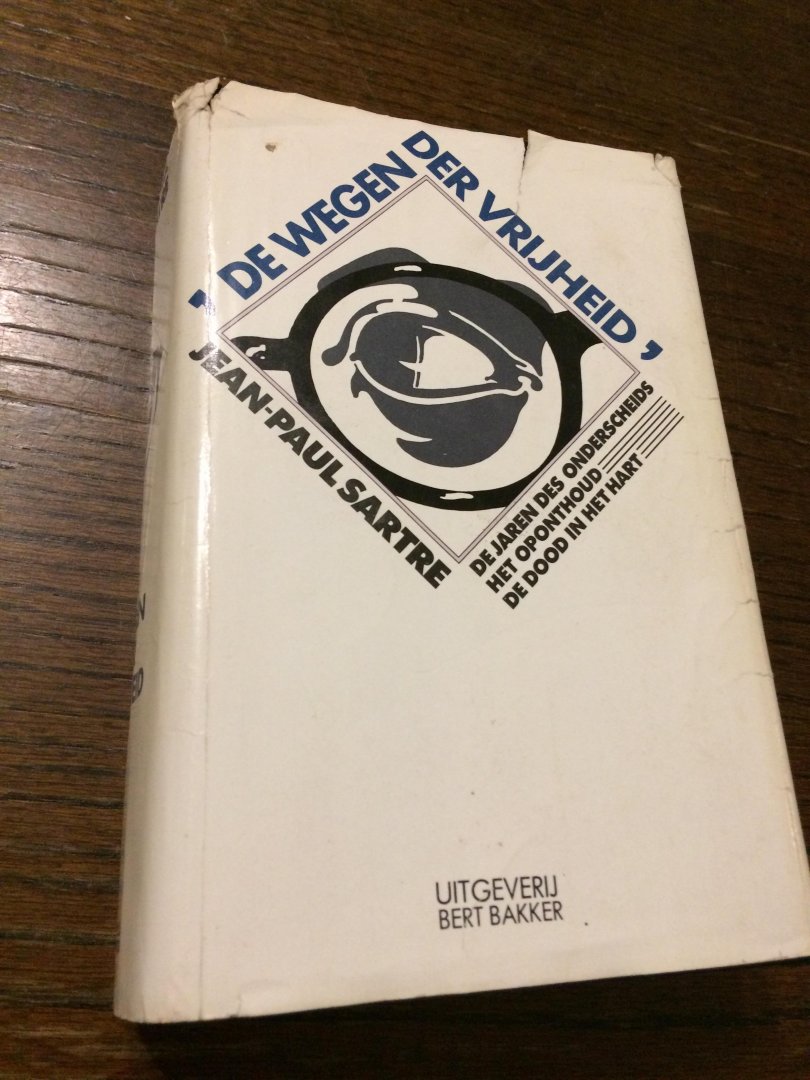 ’DE WEGEN
DER VRIJHEID’
JEAN-PAUL SARTRE
DE JAREN DES ONDERSCHEIDS
HET OPONTHOUD
DE DOOD IN HET HART
UITGEVERIJ
BERT BAKKER